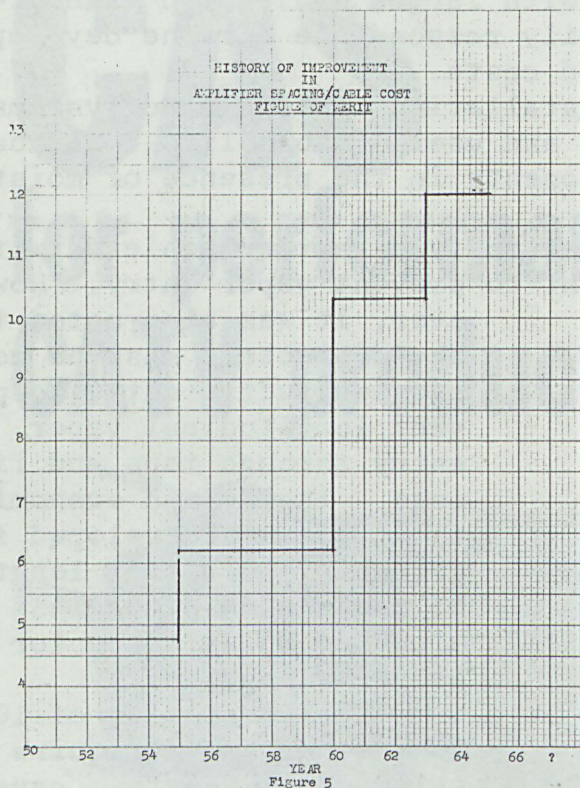 HISTORY OF IMPROVEMENT
IN
AMPLIFIER SPACING/CABLE COST
FIGURE OF MERIT
13
12
11
10
9
8
7
6
5
4
50 52 54 56 58 60 62 64 66 ?
YEAR
Figure 5